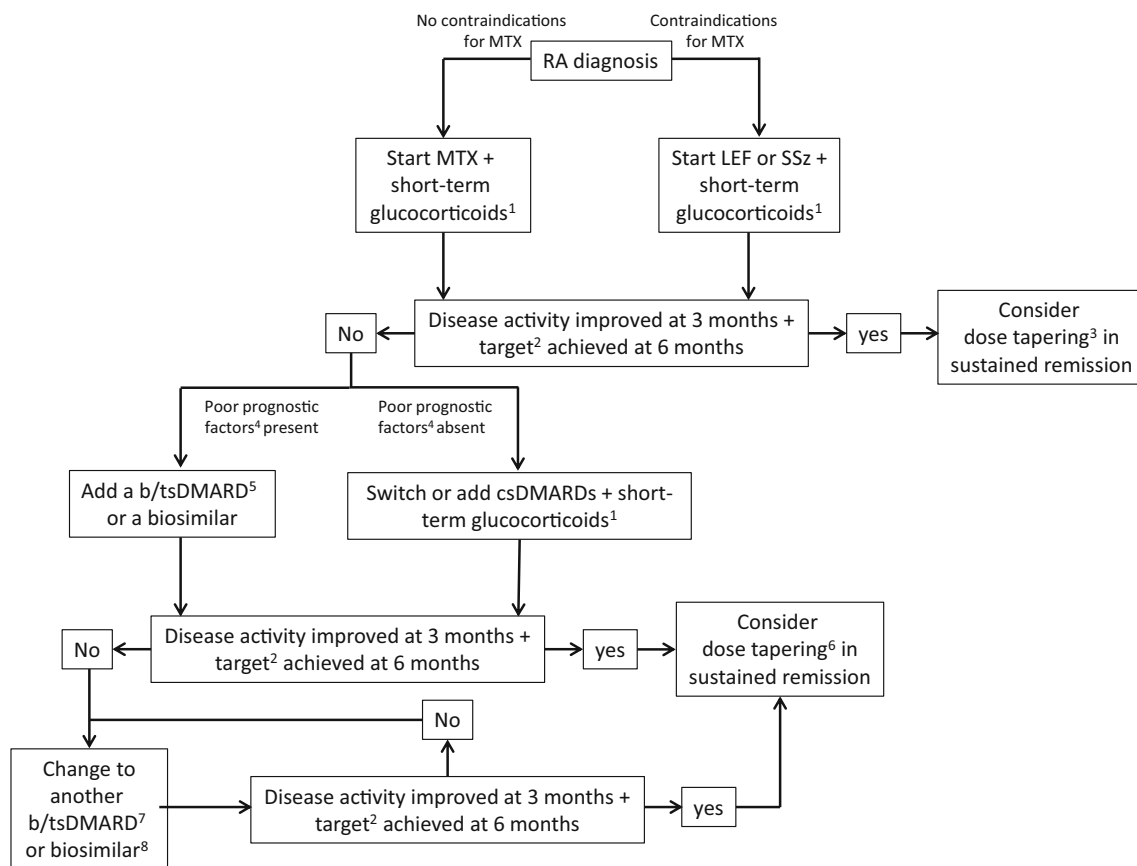 No contraindications
for MTX
Contraindications
for MTX
RA diagnosis
Start MTX +
short-term
glucocorticoids¹
Start LEF or SSz +
short-term
glucocorticoids¹
No
Disease activity improved at 3 months +
target² achieved at 6 months
yes
Consider
dose tapering³ in
sustained remission
Poor prognostic
factors⁴ present
Poor prognostic
factors⁴ absent
Add a b/tsDMARD⁵
or a biosimilar
Switch or add csDMARDs + short-
term glucocorticoids¹
No
Disease activity improved at 3 months +
target² achieved at 6 months
yes
Consider
dose tapering⁶ in
sustained remission
No
Change to
another
b/tsDMARD⁷
or biosimilar⁸
Disease activity improved at 3 months +
target² achieved at 6 months
yes